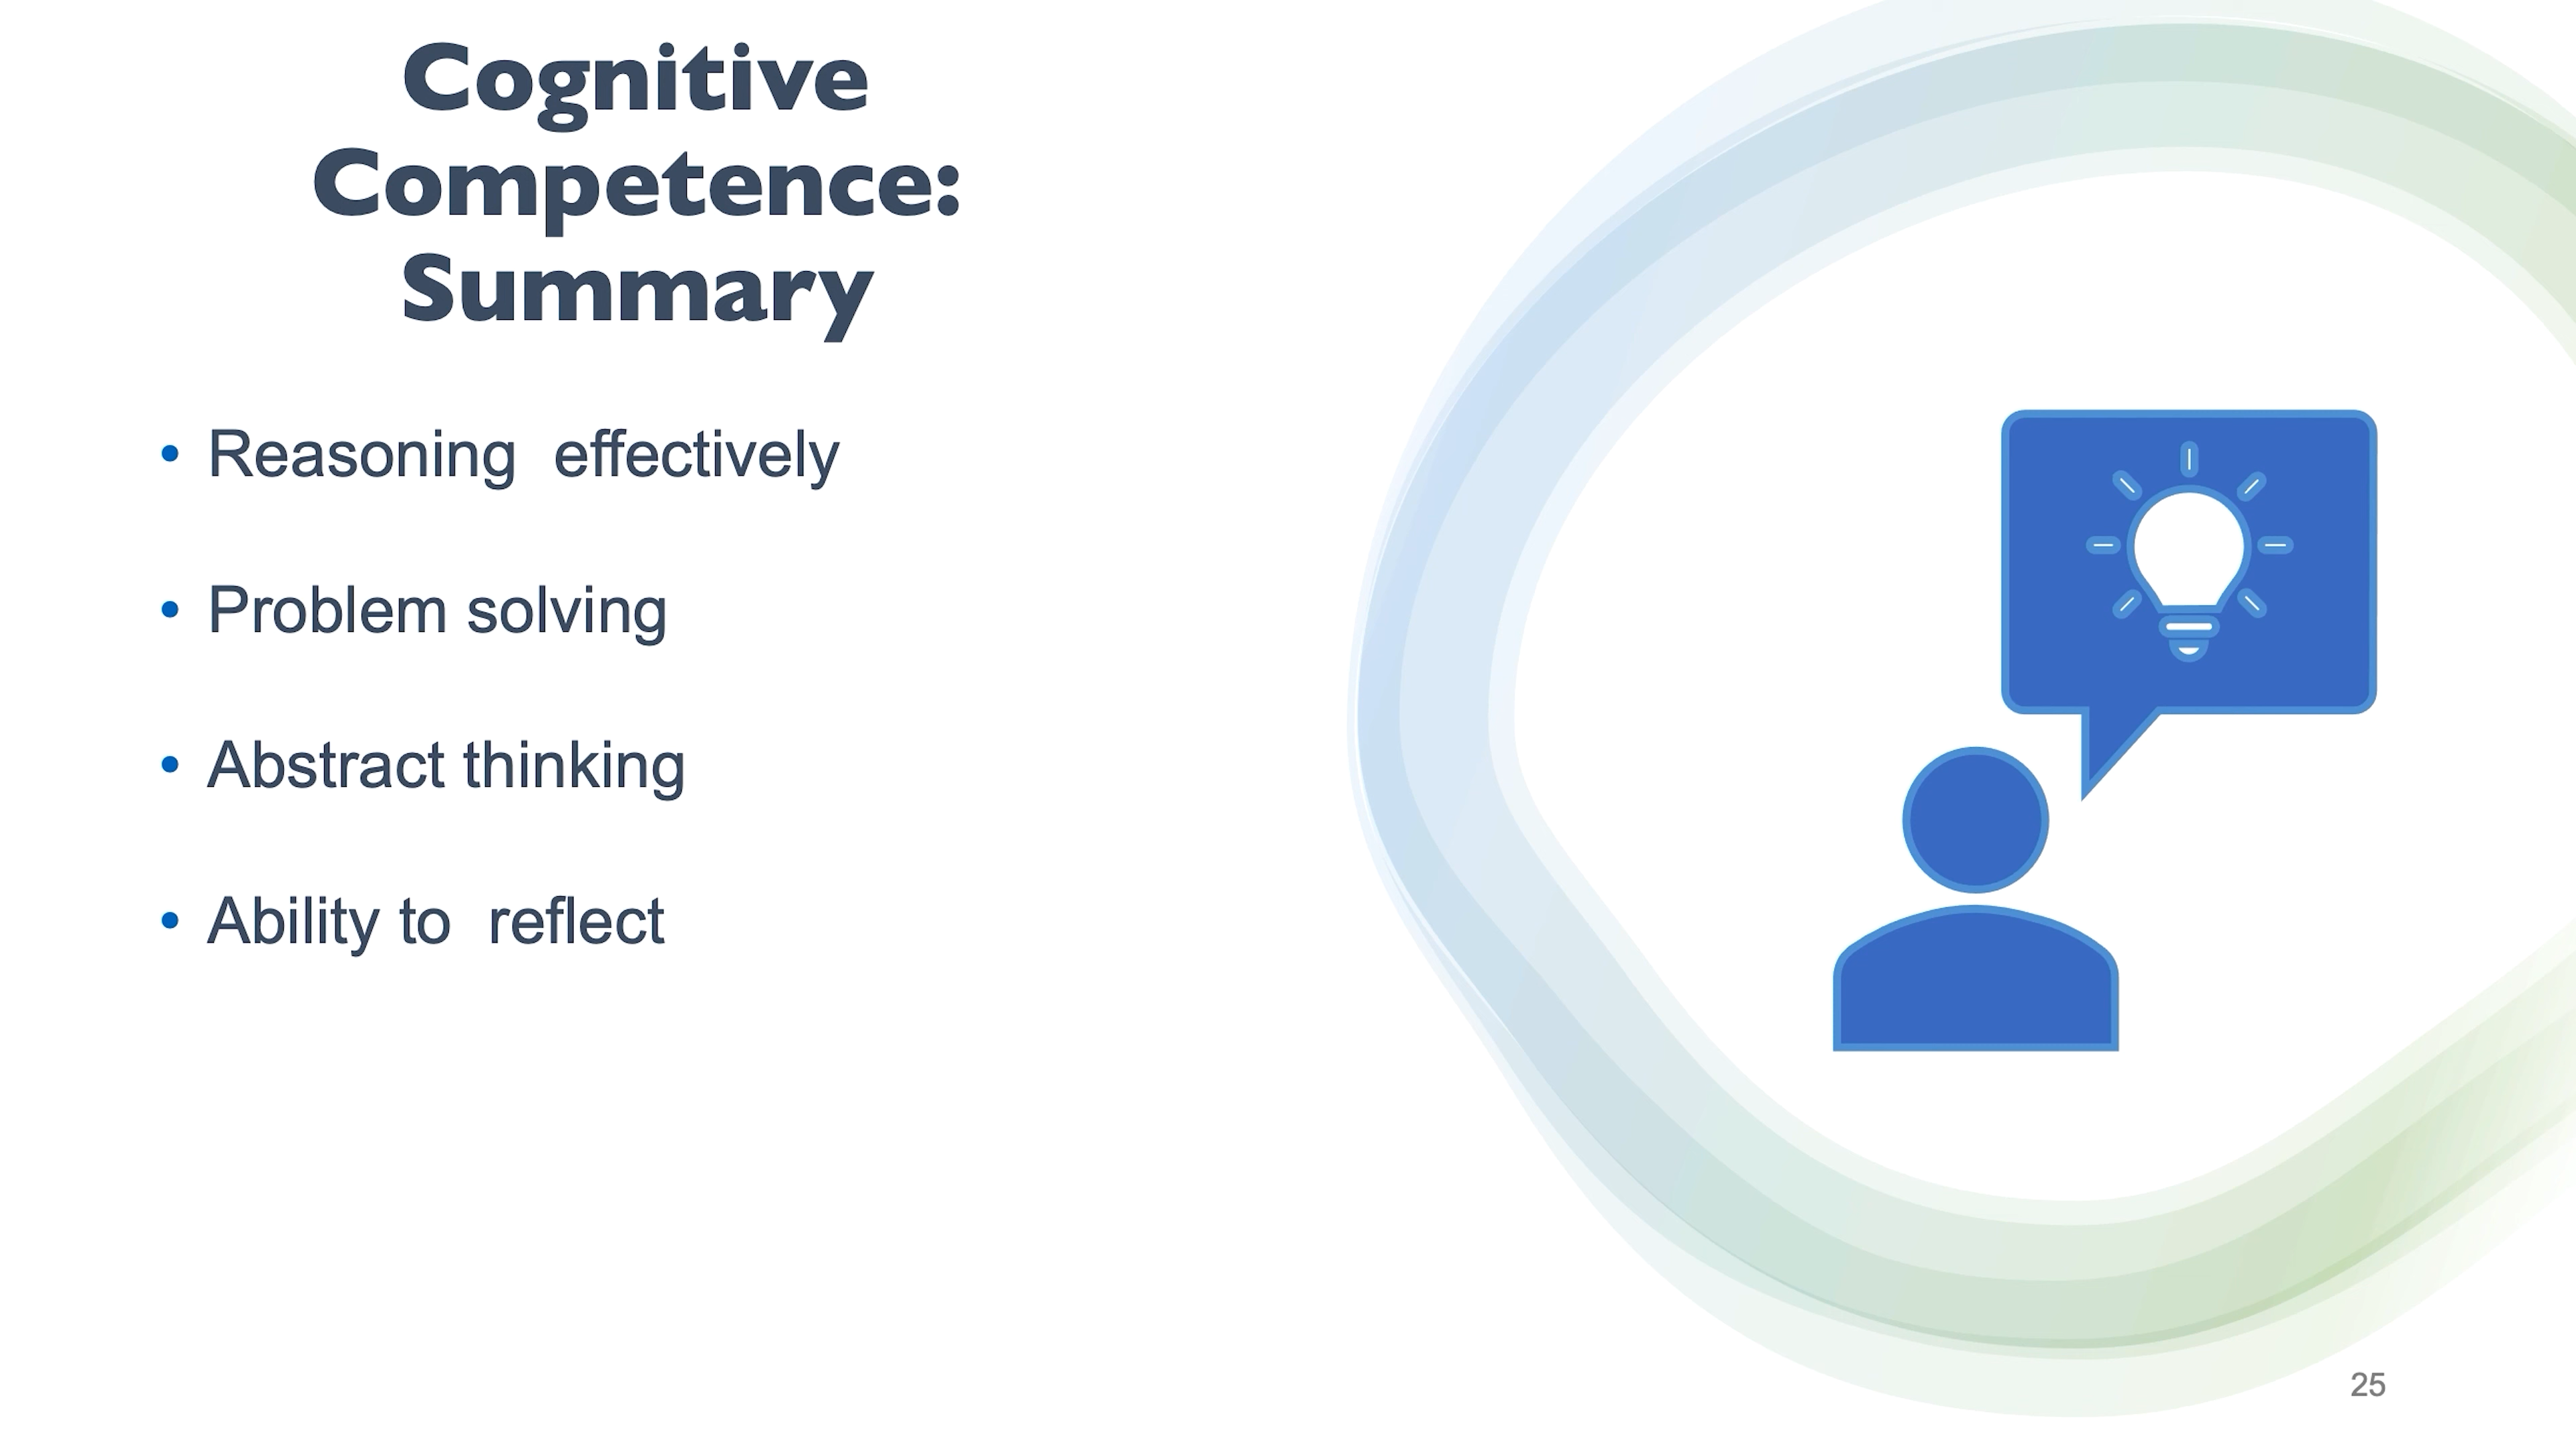 Cognitive
Competence:
Summary
• Reasoning  effectively
• Problem solving
• Abstract thinking
• Ability to  reflect
25